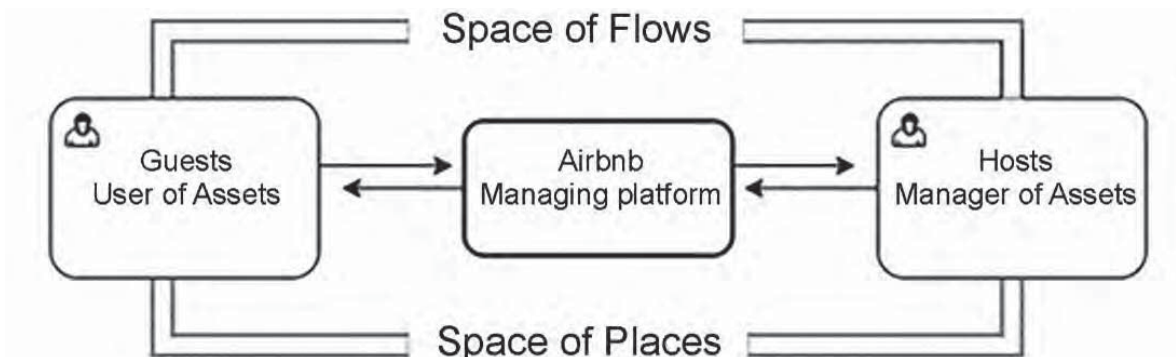 Space of Flows
Guests
User of Assets
Airbnb
Managing platform
Hosts
Manager of Assets
Space of Places